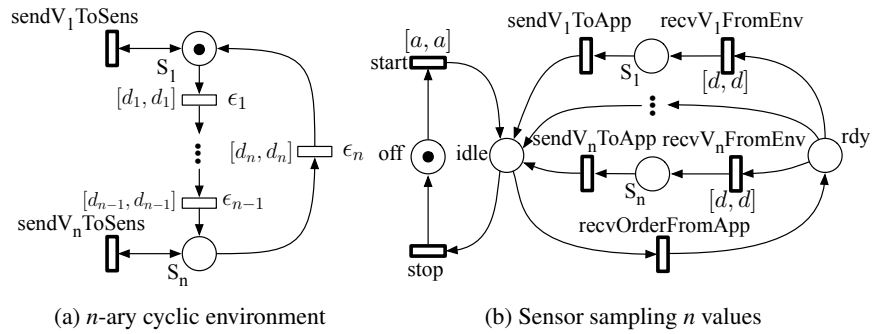 sendV₁ToSens
S₁
[d₁, d₁] ϵ₁
[dₙ, dₙ] ϵₙ
[dₙ₋₁, dₙ₋₁] ϵₙ₋₁
sendVₙToSens
Sₙ
(a) n-ary cyclic environment
[a, a]
start
sendV₁ToApp recvV₁FromEnv
S₁
[d, d]
off
idle
sendVₙToApp recvVₙFromEnv
rdy
Sₙ
[d, d]
recvOrderFromApp
stop
(b) Sensor sampling n values